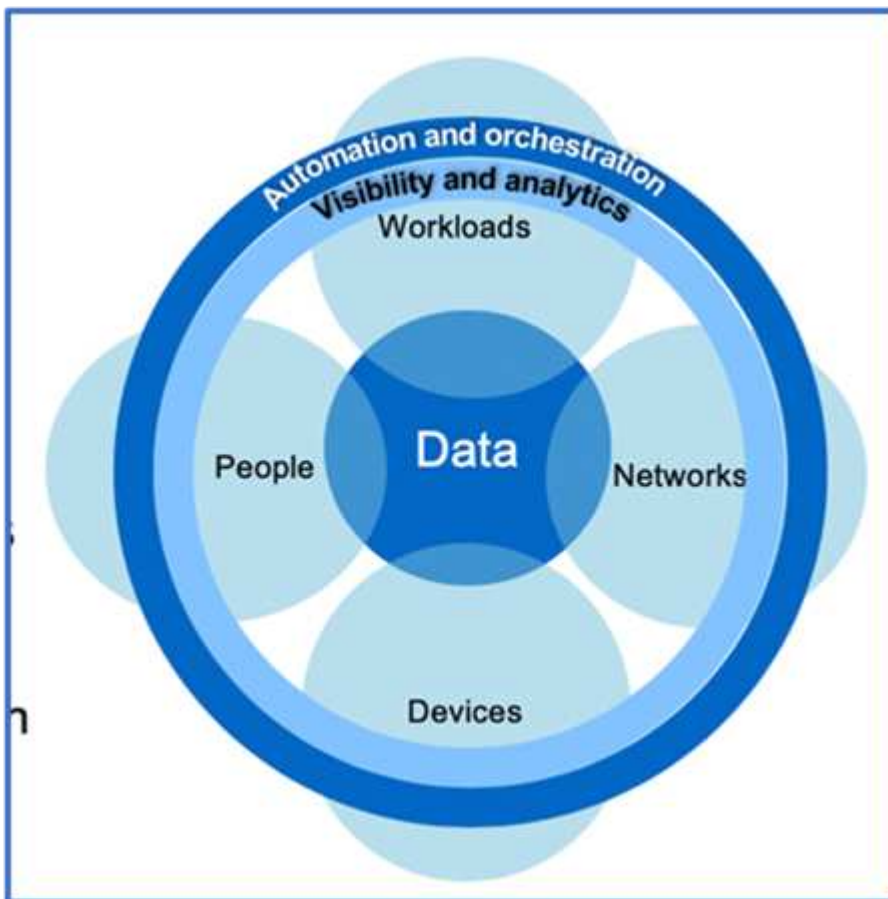 Automation and orchestration
Visibility and analytics
Workloads
Data
People
Networks
Devices
n